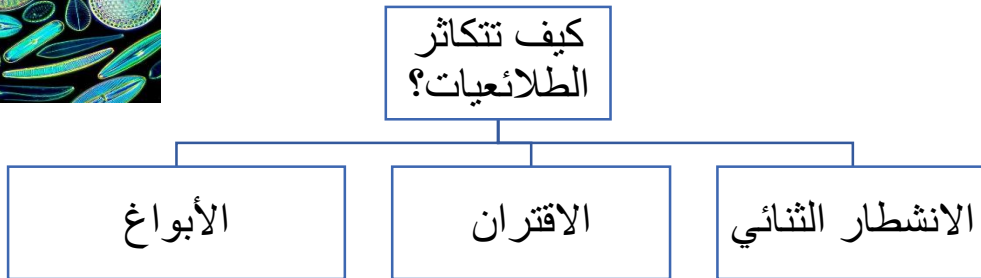 كيف تتكاثر
الطلائعيات؟
الانشطار الثنائي
الاقتران
الأبواغ